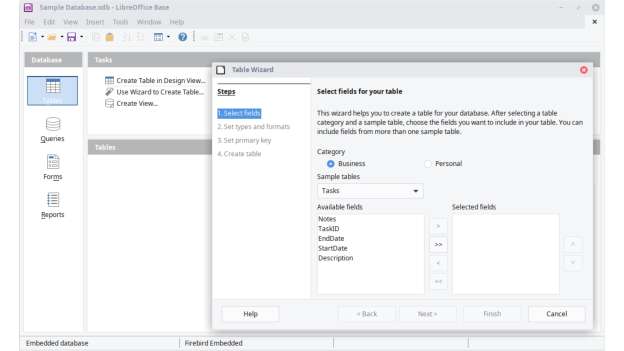 Sample Database.odb - LibreOffice Base
File Edit View Insert Tools Window Help
Database
Tables
Queries
Forms
Reports
Tasks
Create Table in Design View...
Use Wizard to Create Table...
Create View...
Tables
Table Wizard
Steps
1. Select fields
2. Set types and formats
3. Set primary key
4. Create table
Select fields for your table
This wizard helps you to create a table for your database. After selecting a table
category and a sample table, choose the fields you want to include in your table. You can
include fields from more than one sample table.
Category
Business Personal
Sample tables
Tasks
Available fields
Notes
TaskID
EndDate
StartDate
Description
>
>>
<
<<
Selected fields
Help < Back Next > Finish Cancel
Embedded database Firebird Embedded